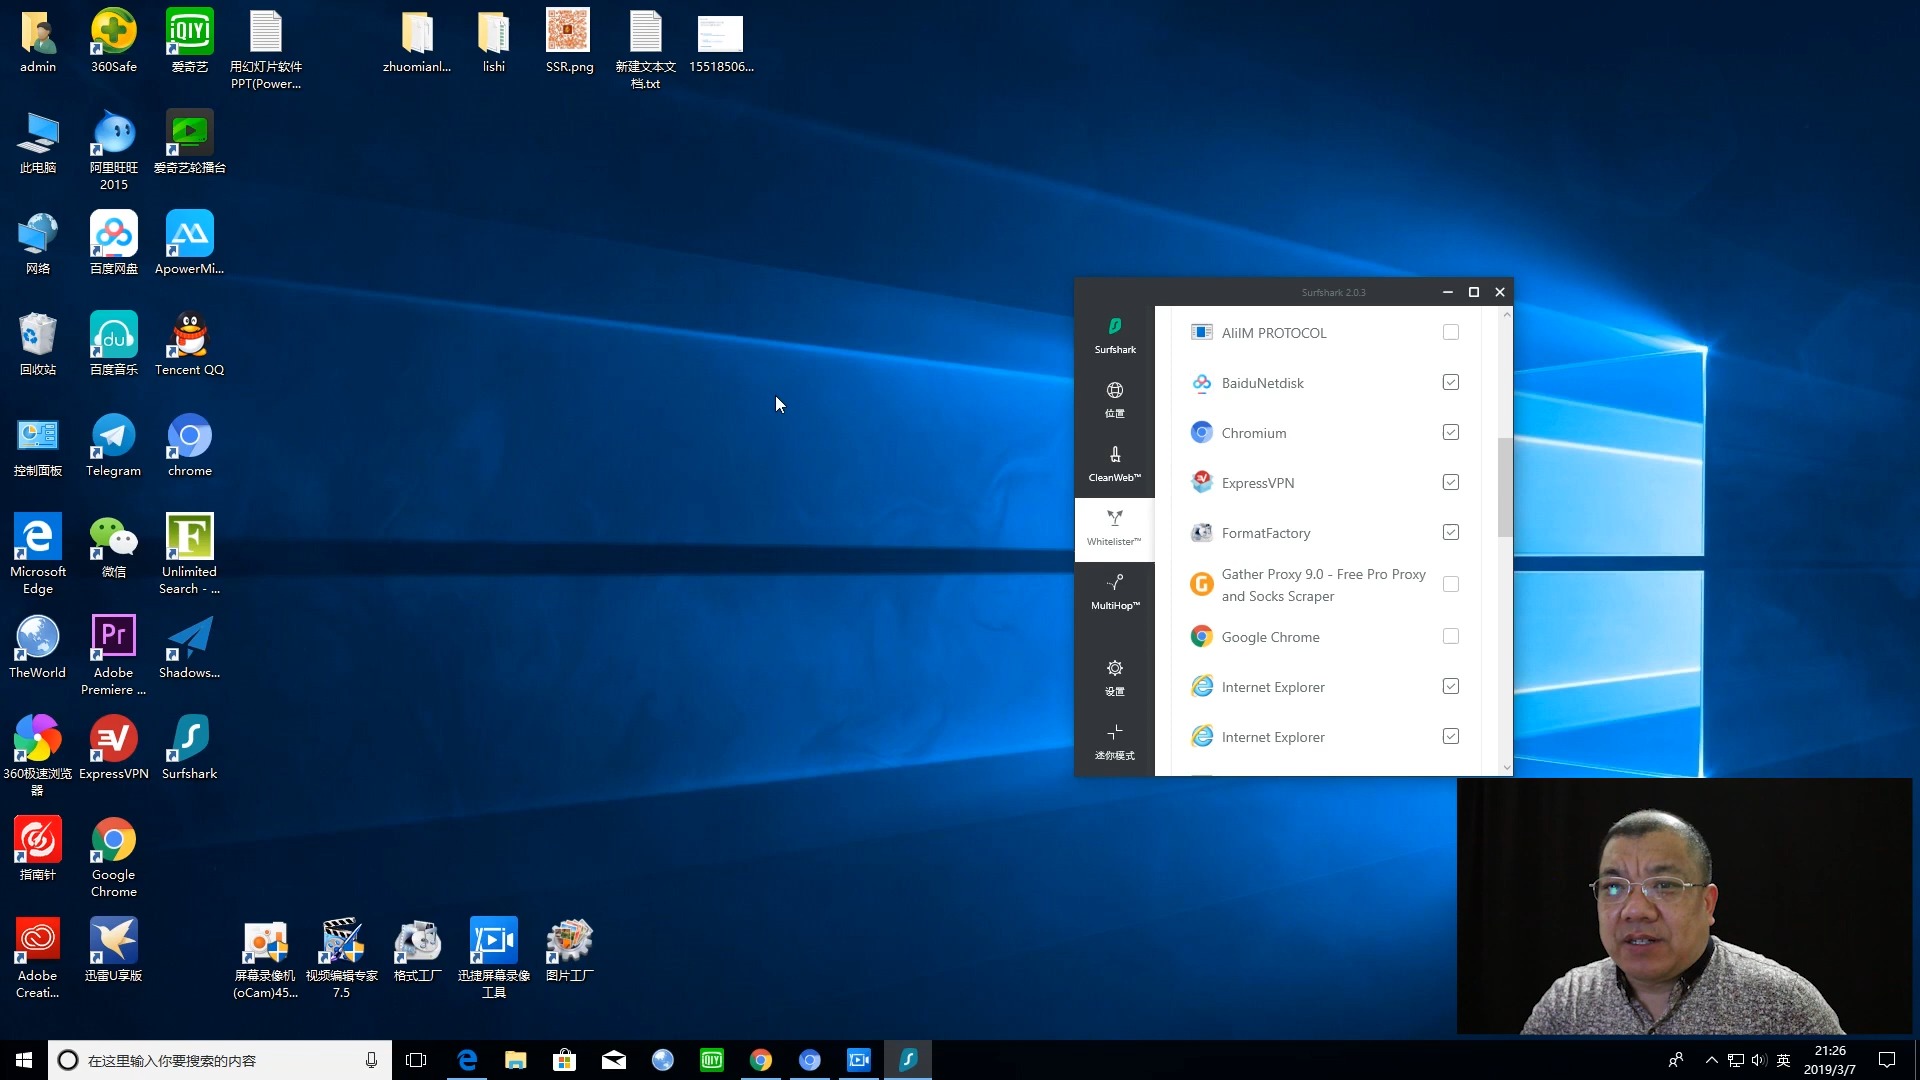 admin
360Safe
iQIYI
爱奇艺
用幻灯片软件
PPT(Power...
zhuomianl...
lishi
SSR.png
新建文本文
档.txt
15518506...
此电脑
阿里旺旺
2015
爱奇艺轮播台
网络
百度网盘
ApowerMi...
回收站
du
百度音乐
Tencent QQ
控制面板
Telegram
chrome
Microsoft
Edge
微信
F
Unlimited
Search - ...
TheWorld
Pr
Adobe
Premiere ...
Shadows...
360极速浏览
器
EV
ExpressVPN
Surfshark
指南针
Google
Chrome
Adobe
Creati...
迅雷U享版
屏幕录像机
(oCam)45...
视频编辑专家
7.5
格式工厂
迅捷屏幕录像
工具
图片工厂
Surfshark 2.0.3
Surfshark
位置
CleanWeb™
Whitelister™
MultiHop™
设置
迷你模式
AliIM PROTOCOL
BaiduNetdisk
Chromium
ExpressVPN
FormatFactory
Gather Proxy 9.0 - Free Pro Proxy
and Socks Scraper
Google Chrome
Internet Explorer
Internet Explorer
在这里输入你要搜索的内容
iQIYI
英
21:26
2019/3/7